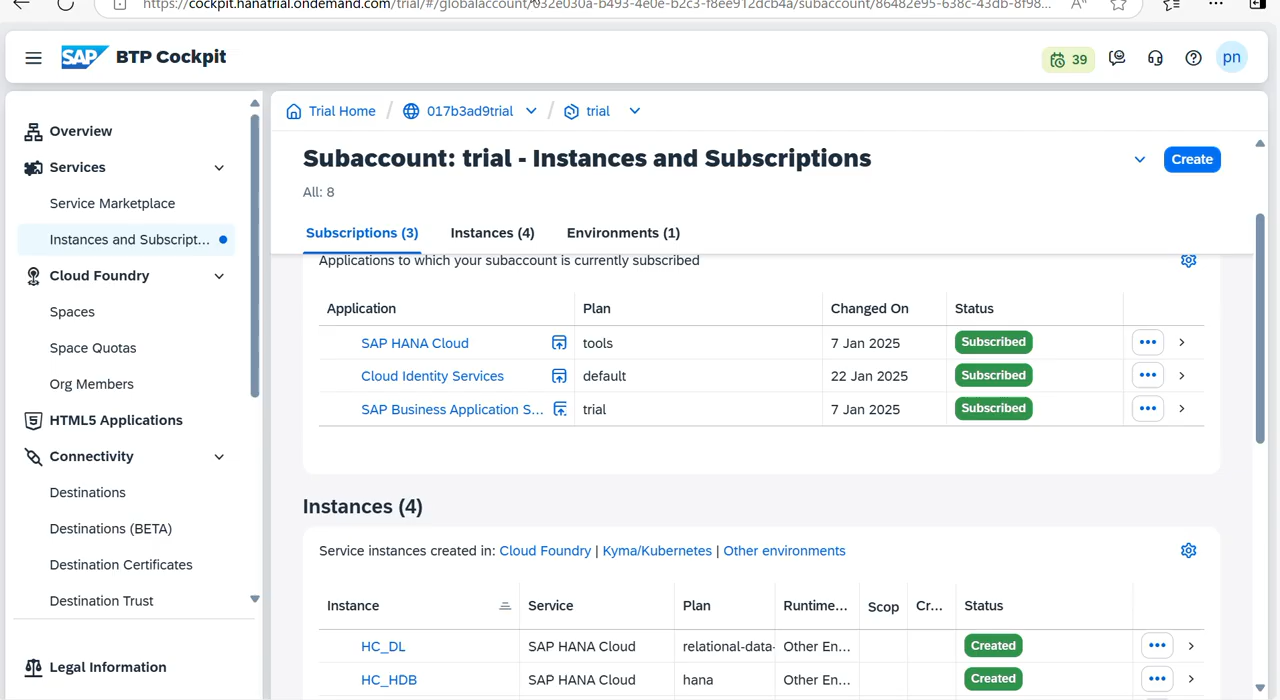 https://cockpit.hanatrial.ondemand.com/trial/#/globalaccount/
SAP BTP Cockpit
39
pn
Overview
Services
Service Marketplace
Instances and Subscript...
Cloud Foundry
Spaces
Space Quotas
Org Members
HTML5 Applications
Connectivity
Destinations
Destinations (BETA)
Destination Certificates
Destination Trust
Legal Information
Trial Home / 017b3ad9trial / trial
Subaccount: trial - Instances and Subscriptions
Create
All: 8
Subscriptions (3) Instances (4) Environments (1)
Applications to which your subaccount is currently subscribed
Application Plan Changed On Status
SAP HANA Cloud tools 7 Jan 2025 Subscribed
Cloud Identity Services default 22 Jan 2025 Subscribed
SAP Business Application S... trial 7 Jan 2025 Subscribed
Instances (4)
Service instances created in: Cloud Foundry | Kyma/Kubernetes | Other environments
Instance Service Plan Runtime... Scop Cr... Status
HC_DL SAP HANA Cloud relational-data- Other En... Created
HC_HDB SAP HANA Cloud hana Other En... Created